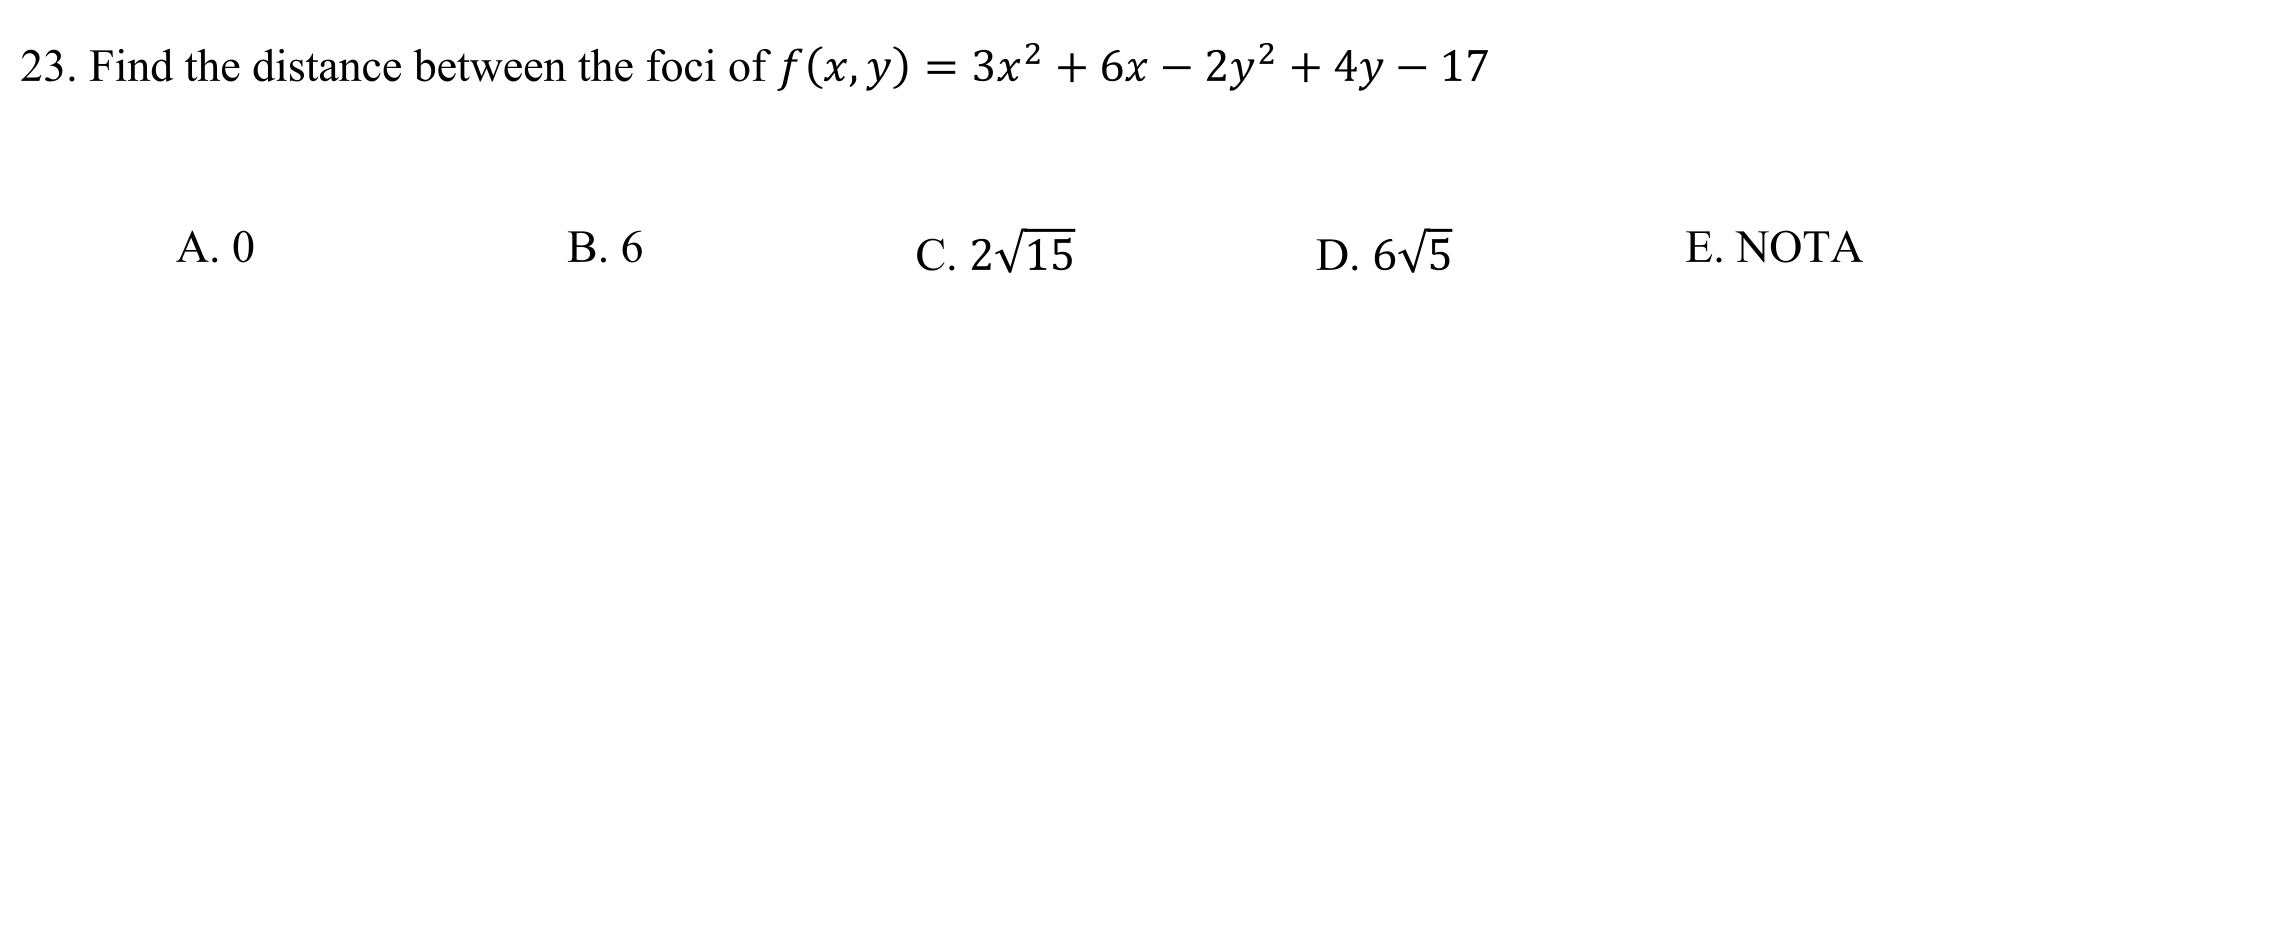 23. Find the distance between the foci of f(x, y) = 3x² + 6x − 2y² + 4y − 17
A. 0 B. 6 C. 2√15 D. 6√5 E. NOTA